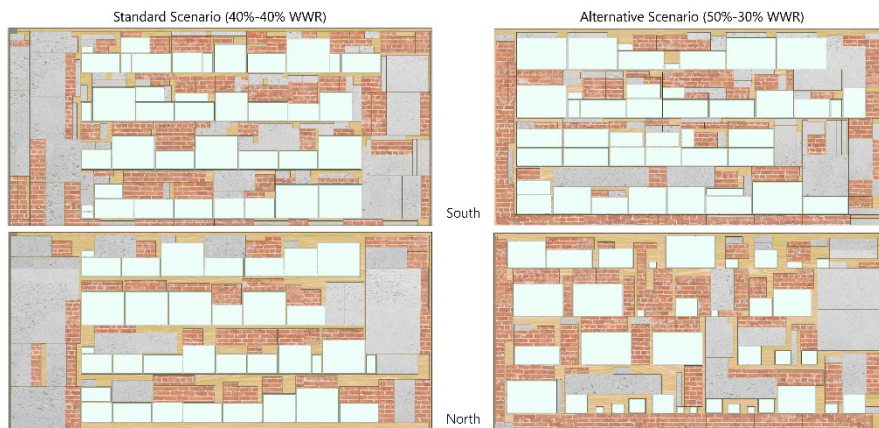 Standard Scenario (40%-40% WWR)
Alternative Scenario (50%-30% WWR)
South
North